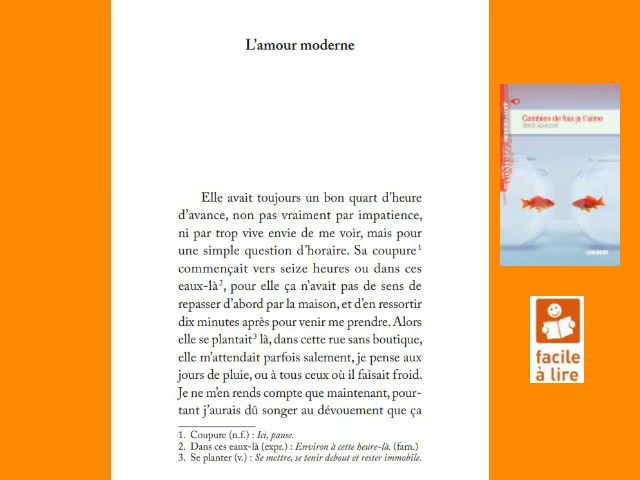 L'amour moderne
Elle avait toujours un bon quart d'heure
d'avance, non pas vraiment par impatience,
ni par trop vive envie de me voir, mais pour
une simple question d'horaire. Sa coupure¹
commençait vers seize heures ou dans ces
eaux-là², pour elle ça n'avait pas de sens de
repasser d'abord par la maison, et d'en ressortir
dix minutes après pour venir me prendre. Alors
elle se plantait³ là, dans cette rue sans boutique,
elle m'attendait parfois salement, je pense aux
jours de pluie, ou à tous ceux où il faisait froid.
Je ne m'en rends compte que maintenant, pour-
tant j'aurais dû songer au dévouement que ça
1. Coupure (n.f.) : Ici, pause.
2. Dans ces eaux-là (expr.) : Environ à cette heure-là. (fam.)
3. Se planter (v.) : Se mettre, se tenir debout et rester immobile.
Combien de fois je t'aime
facile
à lire